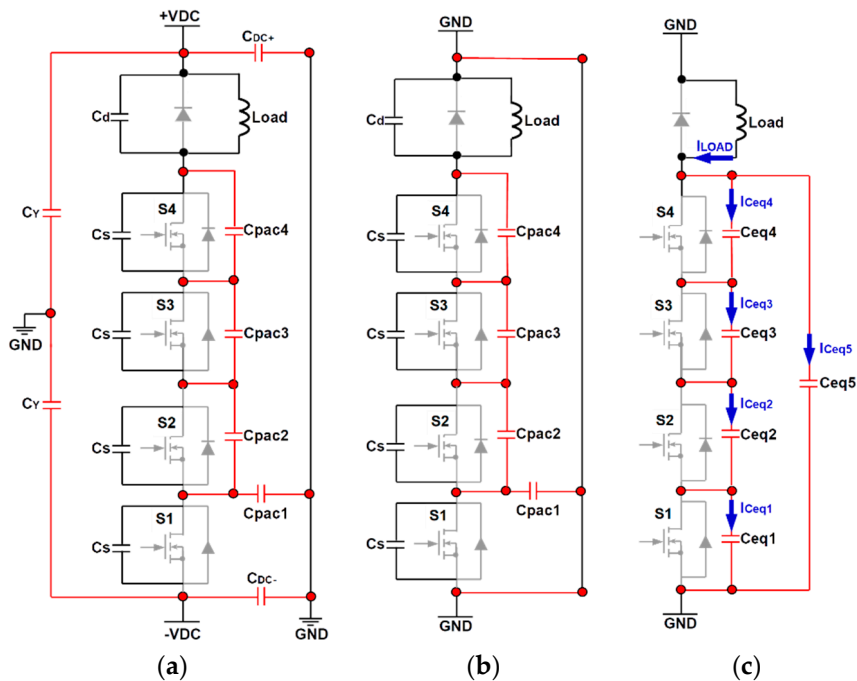 +VDC
CDC+
Cd
Load
CY
S4
Cs
Cpac4
S3
Cs
Cpac3
GND
CY
S2
Cs
Cpac2
Cpac1
S1
Cs
CDC-
-VDC
GND
(a)
GND
Cd
Load
S4
Cs
Cpac4
S3
Cs
Cpac3
S2
Cs
Cpac2
Cpac1
S1
Cs
GND
(b)
GND
Load
ILOAD
S4
ICeq4
Ceq4
S3
ICeq3
Ceq3
ICeq5
Ceq5
S2
ICeq2
Ceq2
S1
ICeq1
Ceq1
GND
(c)